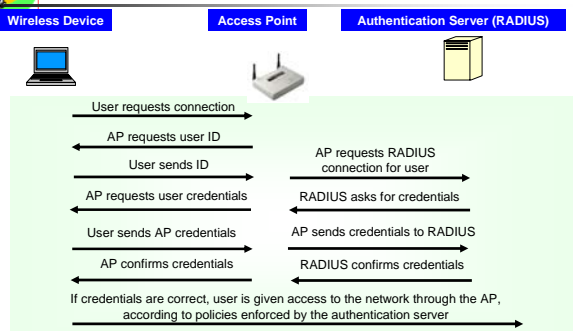 Wireless Device
Access Point
Authentication Server (RADIUS)
User requests connection
AP requests user ID
User sends ID
AP requests RADIUS
connection for user
AP requests user credentials
RADIUS asks for credentials
User sends AP credentials
AP sends credentials to RADIUS
AP confirms credentials
RADIUS confirms credentials
If credentials are correct, user is given access to the network through the AP,
according to policies enforced by the authentication server